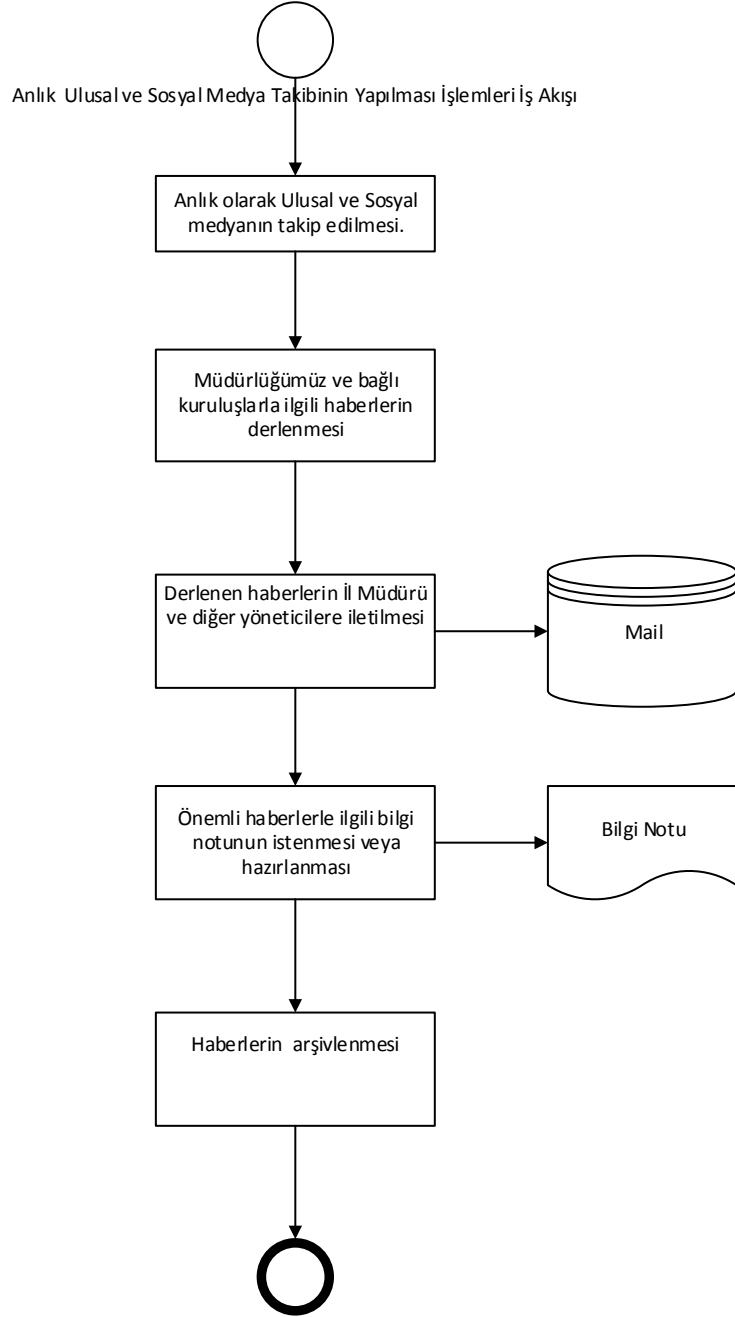 Anlık Ulusal ve Sosyal Medya Takibinin Yapılması İşlemleri İş Akışı
Anlık olarak Ulusal ve Sosyal
medyanın takip edilmesi.
Müdürlüğümüz ve bağlı
kuruluşlarla ilgili haberlerin
derlenmesi
Derlenen haberlerin İl Müdürü
ve diğer yöneticilere iletilmesi
Mail
Önemli haberlerle ilgili bilgi
notunun istenmesi veya
hazırlanması
Bilgi Notu
Haberlerin arşivlenmesi